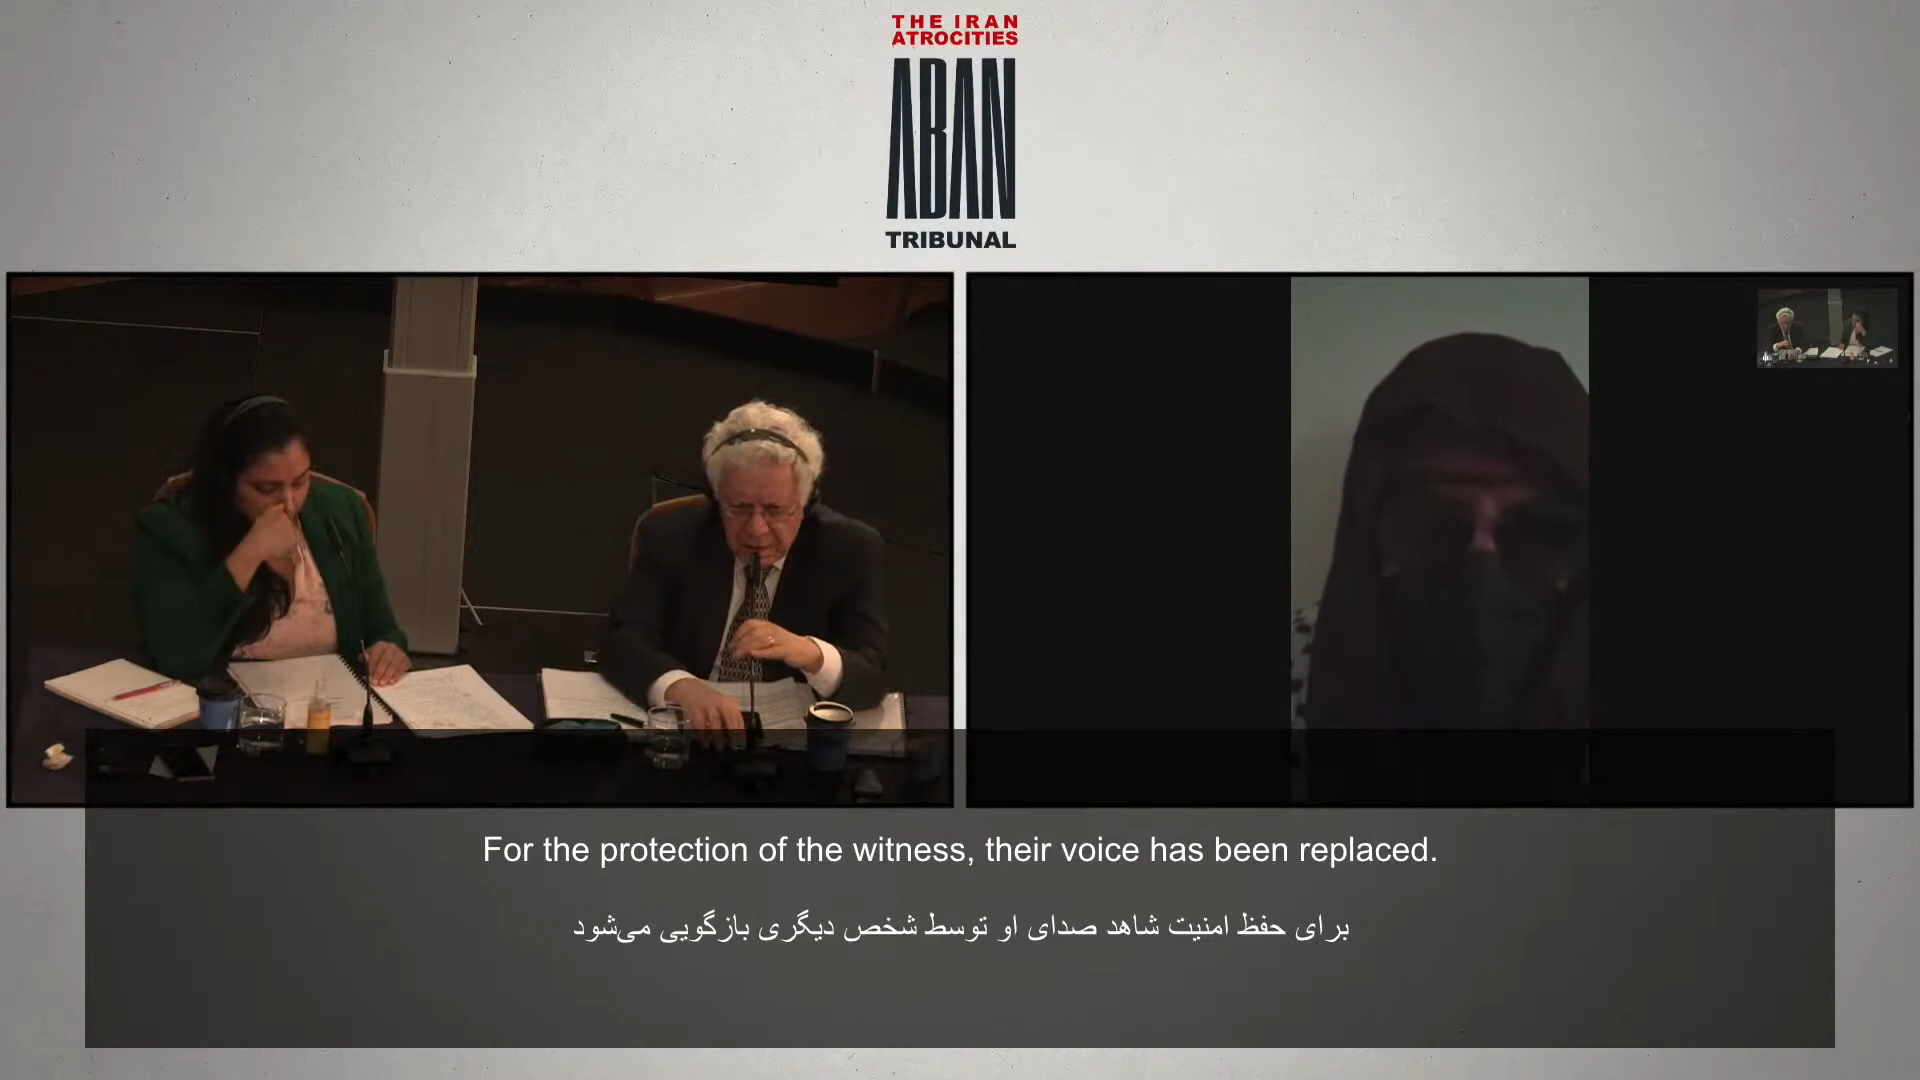 THE IRAN
ATROCITIES
ABAN
TRIBUNAL
For the protection of the witness, their voice has been replaced.
برای حفظ امنیت شاهد صدای او توسط شخص دیگری بازگویی می‌شود